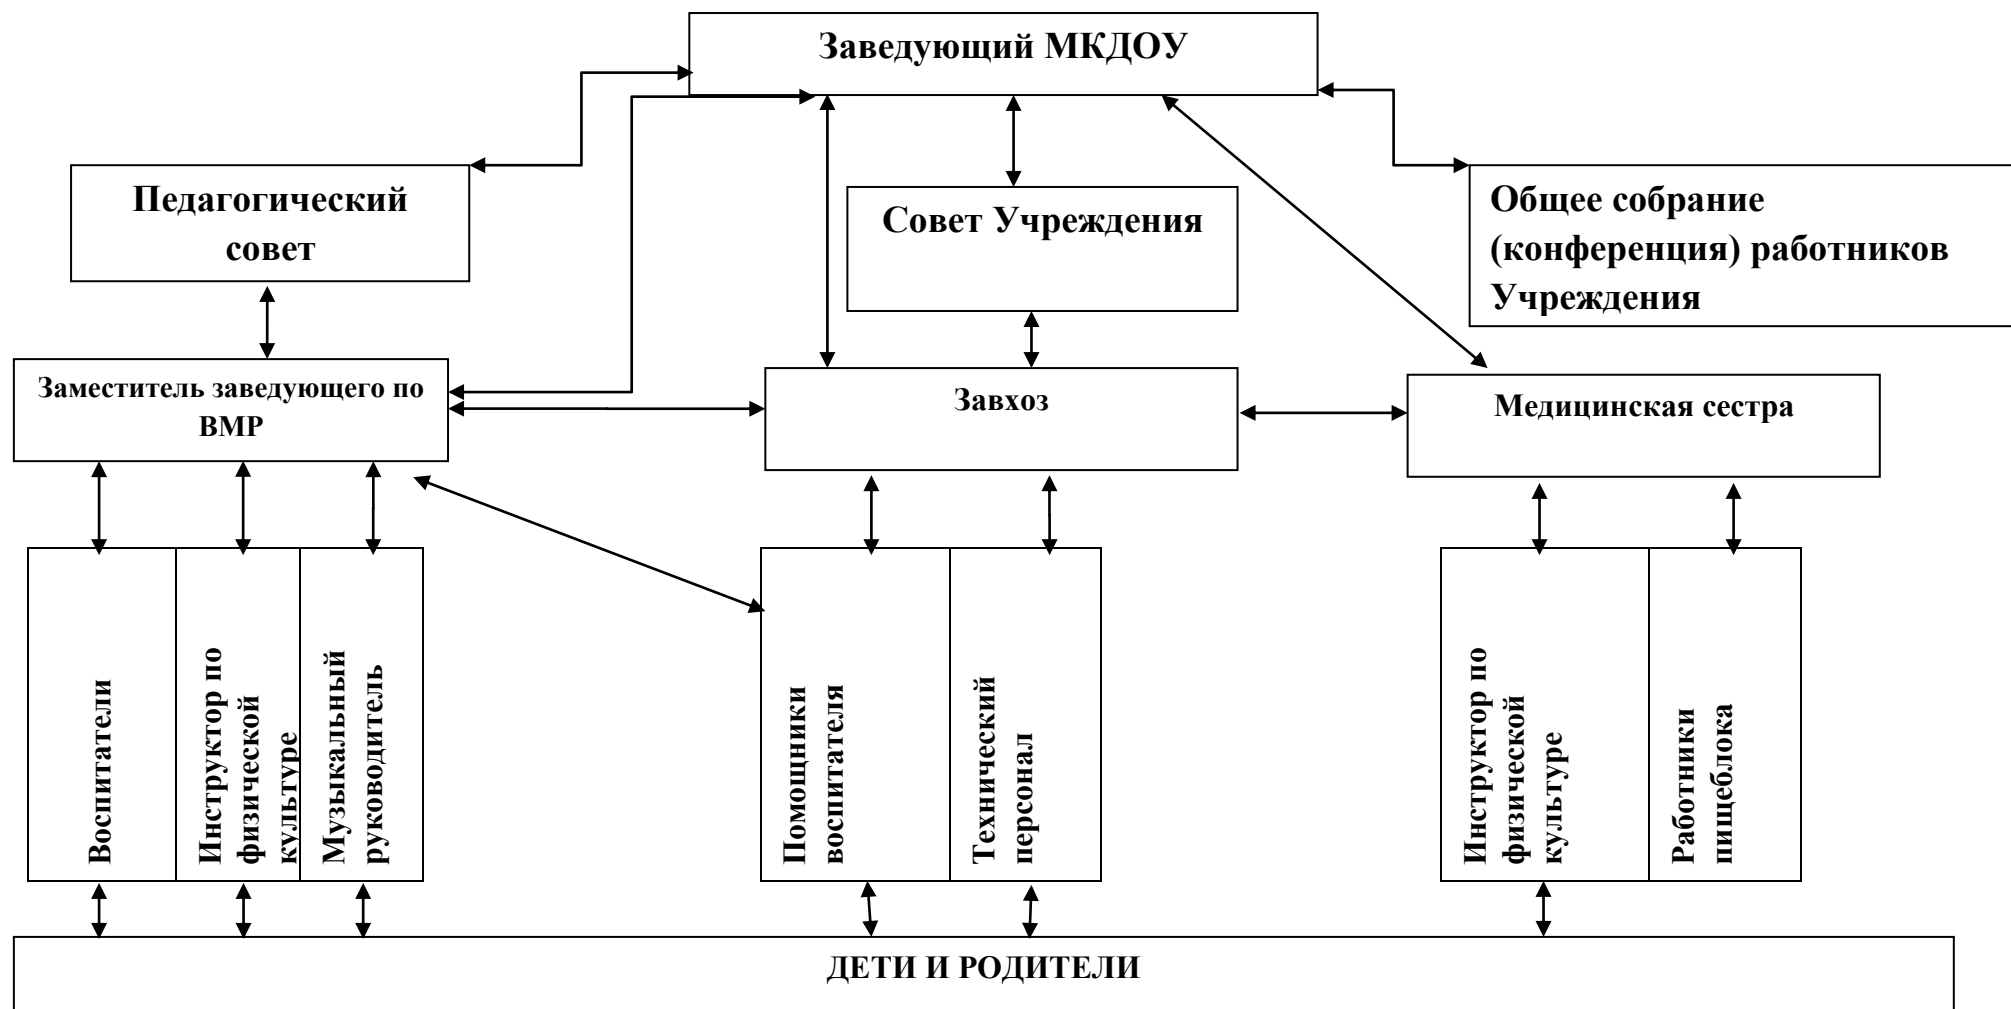 Заведующий МКДОУ
Педагогический
совет
Совет Учреждения
Общее собрание
(конференция) работников
Учреждения
Заместитель заведующего по
ВМР
Завхоз
Медицинская сестра
Воспитатели
Инструктор по
физической
культуре
Музыкальный
руководитель
Помощники
воспитателя
Технический
персонал
Инструктор по
физической
культуре
Работники
пищеблока
ДЕТИ И РОДИТЕЛИ